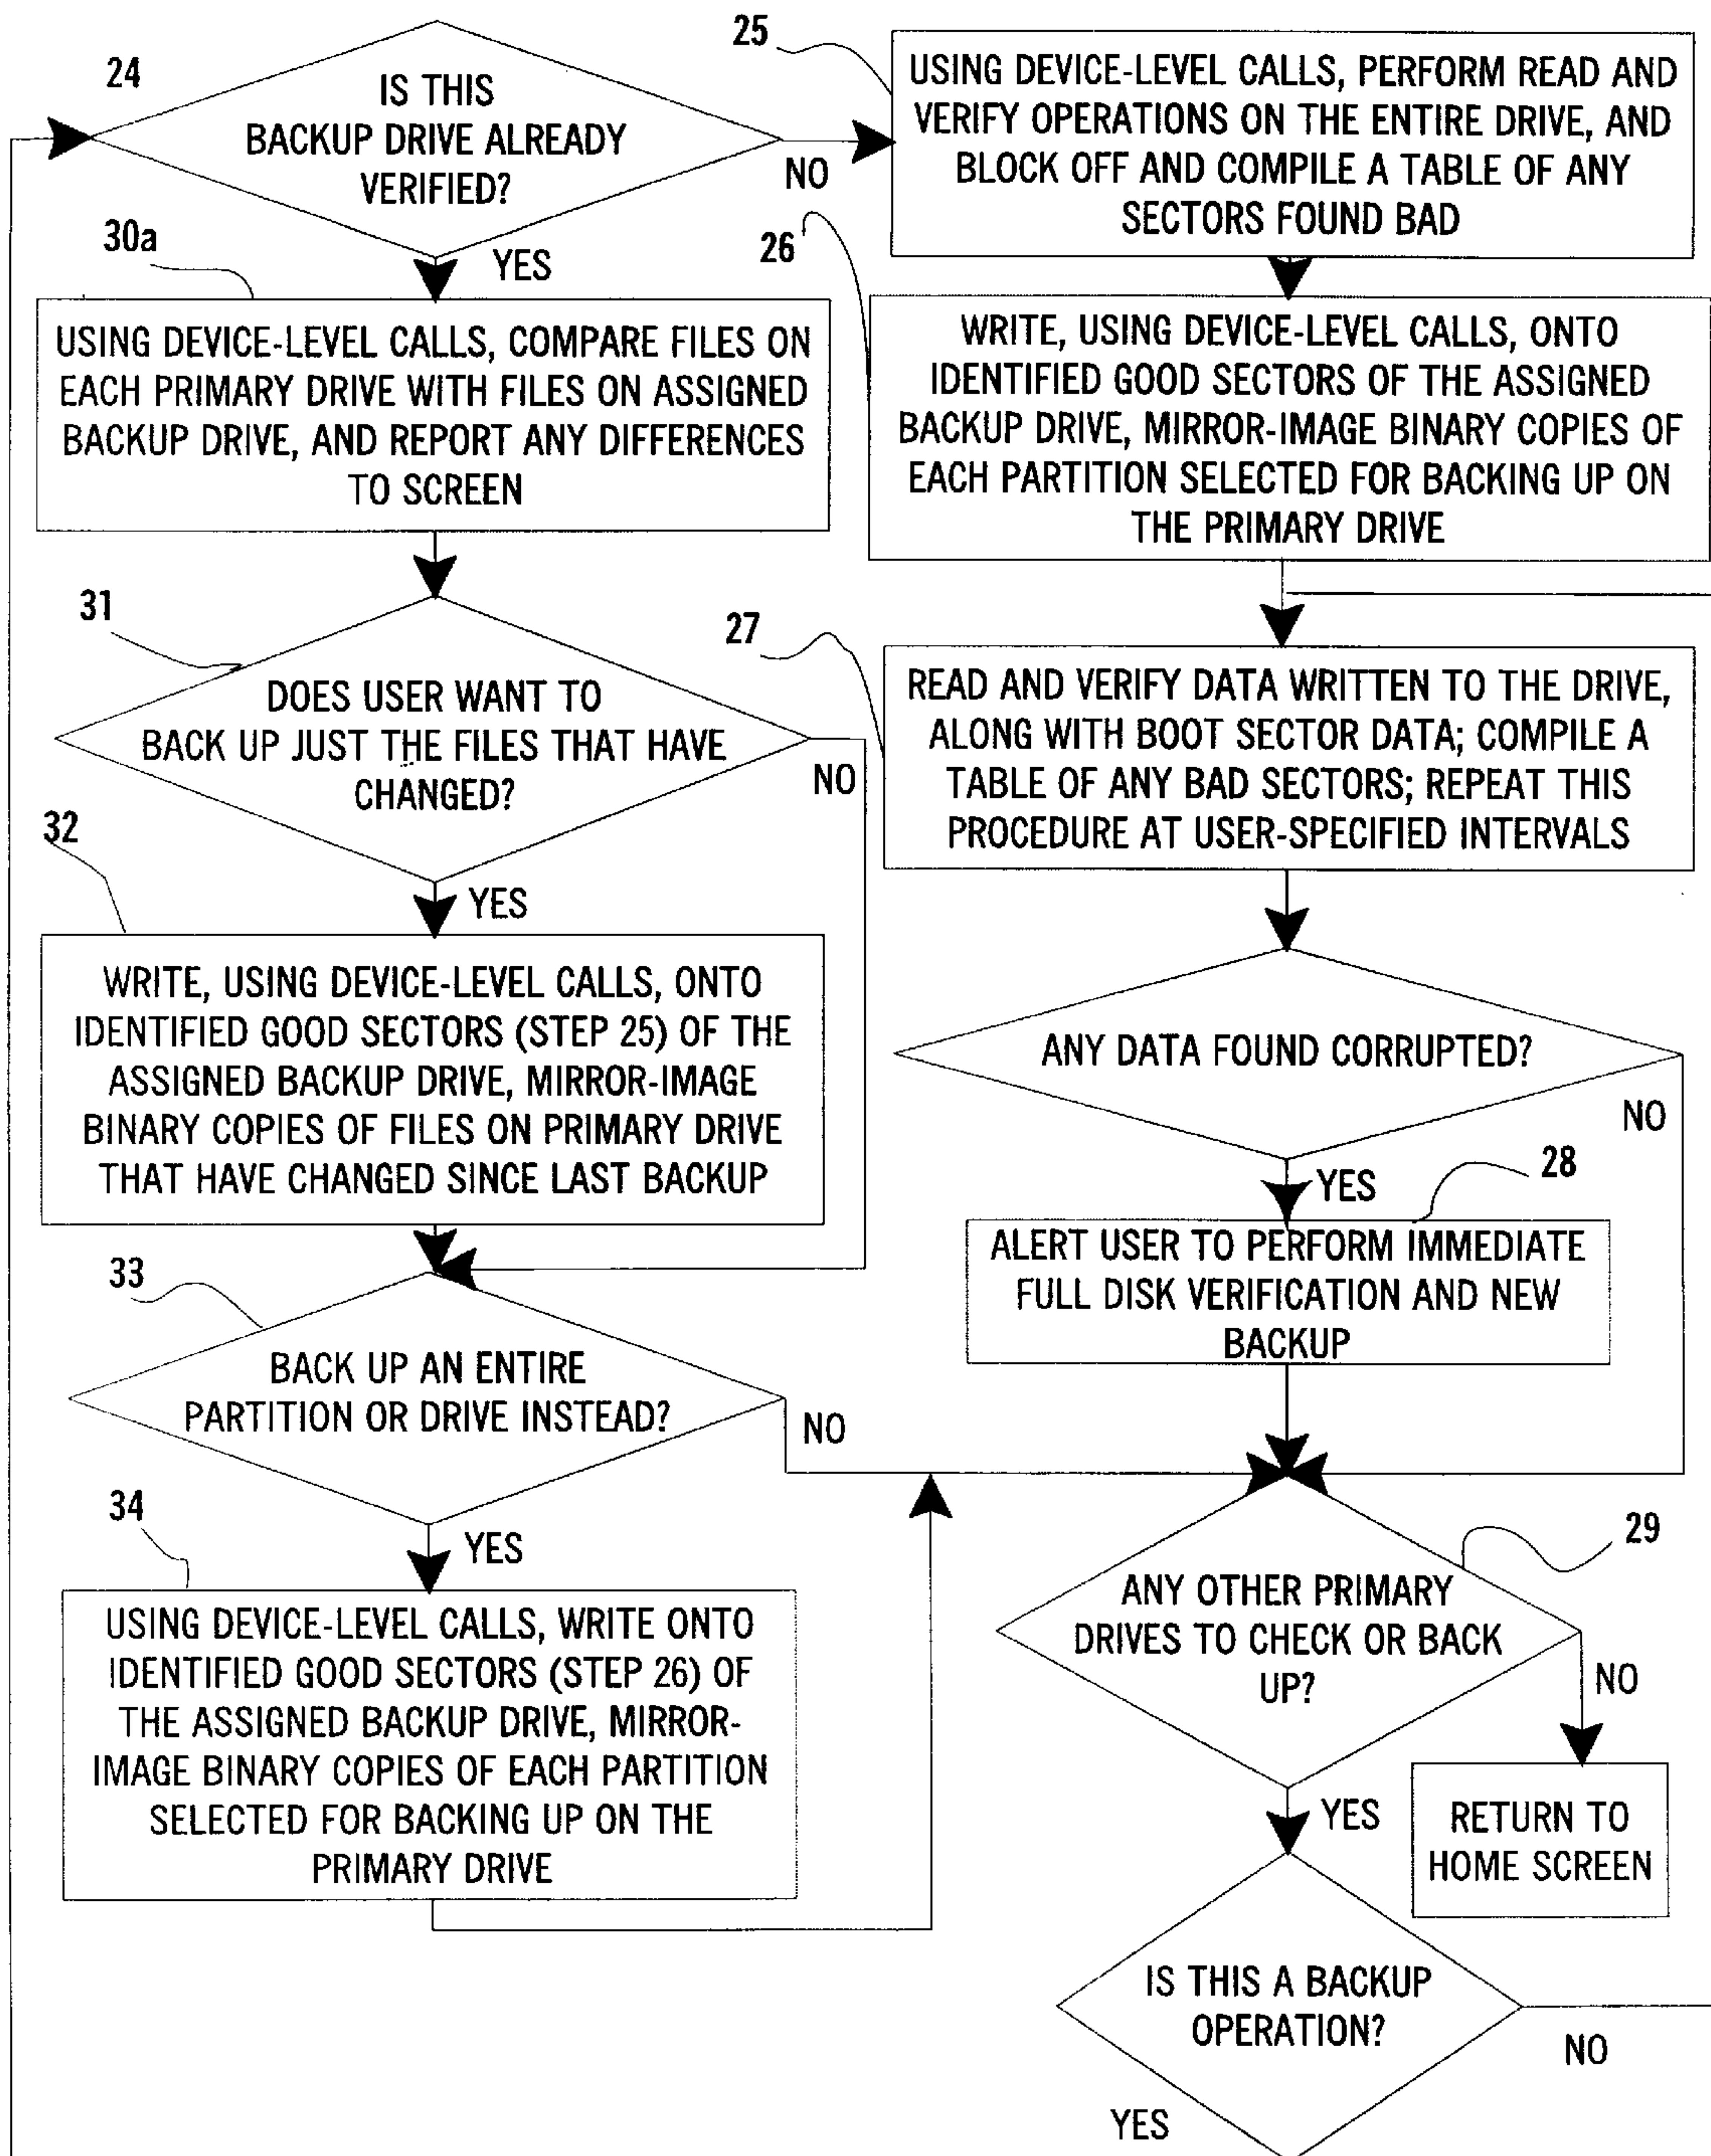 24
IS THIS
BACKUP DRIVE ALREADY
VERIFIED?
NO
YES
25
USING DEVICE-LEVEL CALLS, PERFORM READ AND
VERIFY OPERATIONS ON THE ENTIRE DRIVE, AND
BLOCK OFF AND COMPILE A TABLE OF ANY
SECTORS FOUND BAD
30a
USING DEVICE-LEVEL CALLS, COMPARE FILES ON
EACH PRIMARY DRIVE WITH FILES ON ASSIGNED
BACKUP DRIVE, AND REPORT ANY DIFFERENCES
TO SCREEN
26
WRITE, USING DEVICE-LEVEL CALLS, ONTO
IDENTIFIED GOOD SECTORS OF THE ASSIGNED
BACKUP DRIVE, MIRROR-IMAGE BINARY COPIES OF
EACH PARTITION SELECTED FOR BACKING UP ON
THE PRIMARY DRIVE
31
DOES USER WANT TO
BACK UP JUST THE FILES THAT HAVE
CHANGED?
NO
YES
27
READ AND VERIFY DATA WRITTEN TO THE DRIVE,
ALONG WITH BOOT SECTOR DATA; COMPILE A
TABLE OF ANY BAD SECTORS; REPEAT THIS
PROCEDURE AT USER-SPECIFIED INTERVALS
32
WRITE, USING DEVICE-LEVEL CALLS, ONTO
IDENTIFIED GOOD SECTORS (STEP 25) OF THE
ASSIGNED BACKUP DRIVE, MIRROR-IMAGE
BINARY COPIES OF FILES ON PRIMARY DRIVE
THAT HAVE CHANGED SINCE LAST BACKUP
ANY DATA FOUND CORRUPTED?
NO
YES
28
ALERT USER TO PERFORM IMMEDIATE
FULL DISK VERIFICATION AND NEW
BACKUP
33
BACK UP AN ENTIRE
PARTITION OR DRIVE INSTEAD?
NO
YES
34
USING DEVICE-LEVEL CALLS, WRITE ONTO
IDENTIFIED GOOD SECTORS (STEP 26) OF
THE ASSIGNED BACKUP DRIVE, MIRROR-
IMAGE BINARY COPIES OF EACH PARTITION
SELECTED FOR BACKING UP ON THE
PRIMARY DRIVE
29
ANY OTHER PRIMARY
DRIVES TO CHECK OR BACK
UP?
NO
YES
RETURN TO
HOME SCREEN
IS THIS A BACKUP
OPERATION?
NO
YES